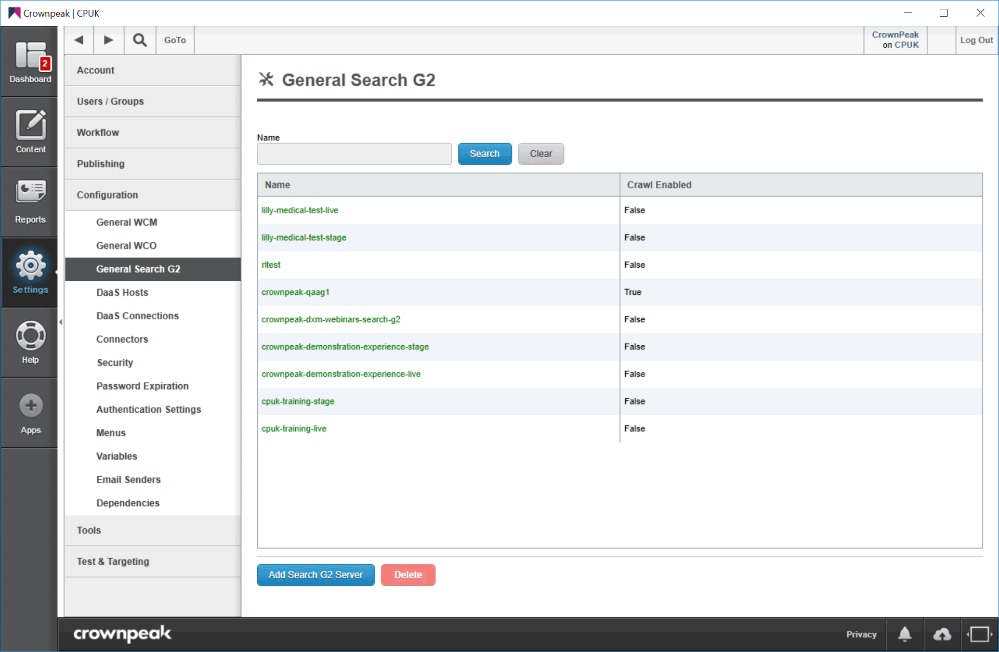 Crownpeak | CPUK
GoTo
CrownPeak
on CPUK
Log Out
2
Dashboard
Content
Reports
Settings
Help
Apps
Account
Users / Groups
Workflow
Publishing
Configuration
General WCM
General WCO
General Search G2
DaaS Hosts
DaaS Connections
Connectors
Security
Password Expiration
Authentication Settings
Menus
Variables
Email Senders
Dependencies
Tools
Test & Targeting
General Search G2
Name
Search Clear
Name Crawl Enabled
lilly-medical-test-live False
lilly-medical-test-stage False
rltest False
crownpeak-qaag1 True
crownpeak-dxm-webinars-search-g2 False
crownpeak-demonstration-experience-stage False
crownpeak-demonstration-experience-live False
cpuk-training-stage False
cpuk-training-live False
Add Search G2 Server Delete
crownpeak
Privacy